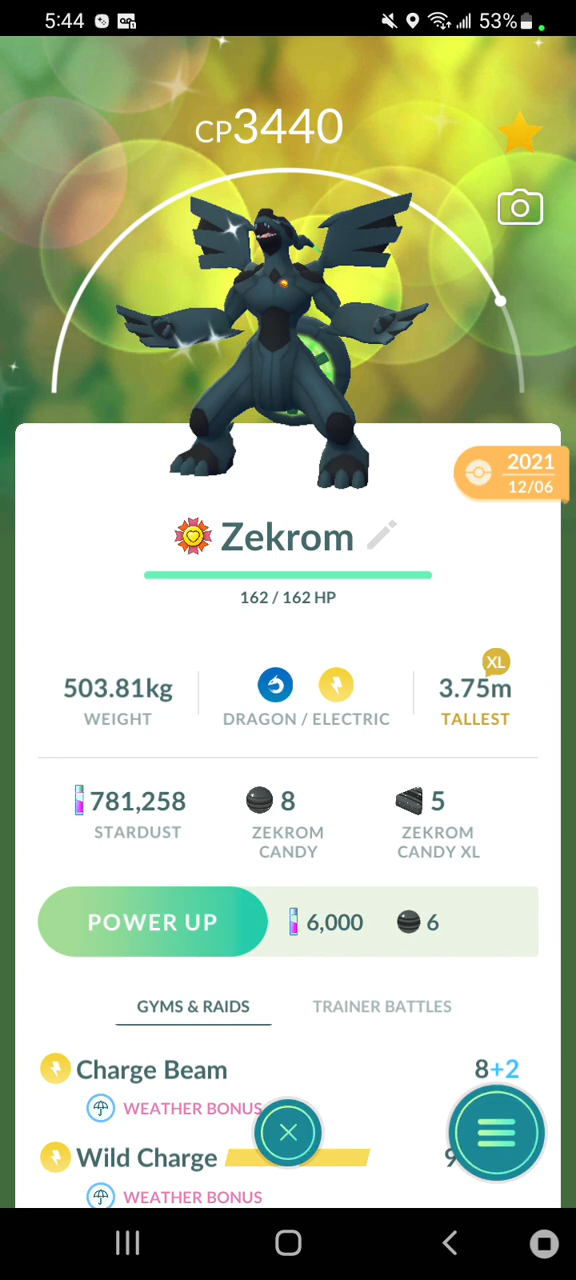 5:44 53%
CP3440
2021
12/06
Zekrom
162 / 162 HP
XL
503.81kg 3.75m
WEIGHT DRAGON / ELECTRIC TALLEST
781,258 8 5
STARDUST ZEKROM CANDY ZEKROM CANDY XL
POWER UP 6,000 6
GYMS & RAIDS TRAINER BATTLES
Charge Beam 8+2
WEATHER BONUS
Wild Charge 9
WEATHER BONUS